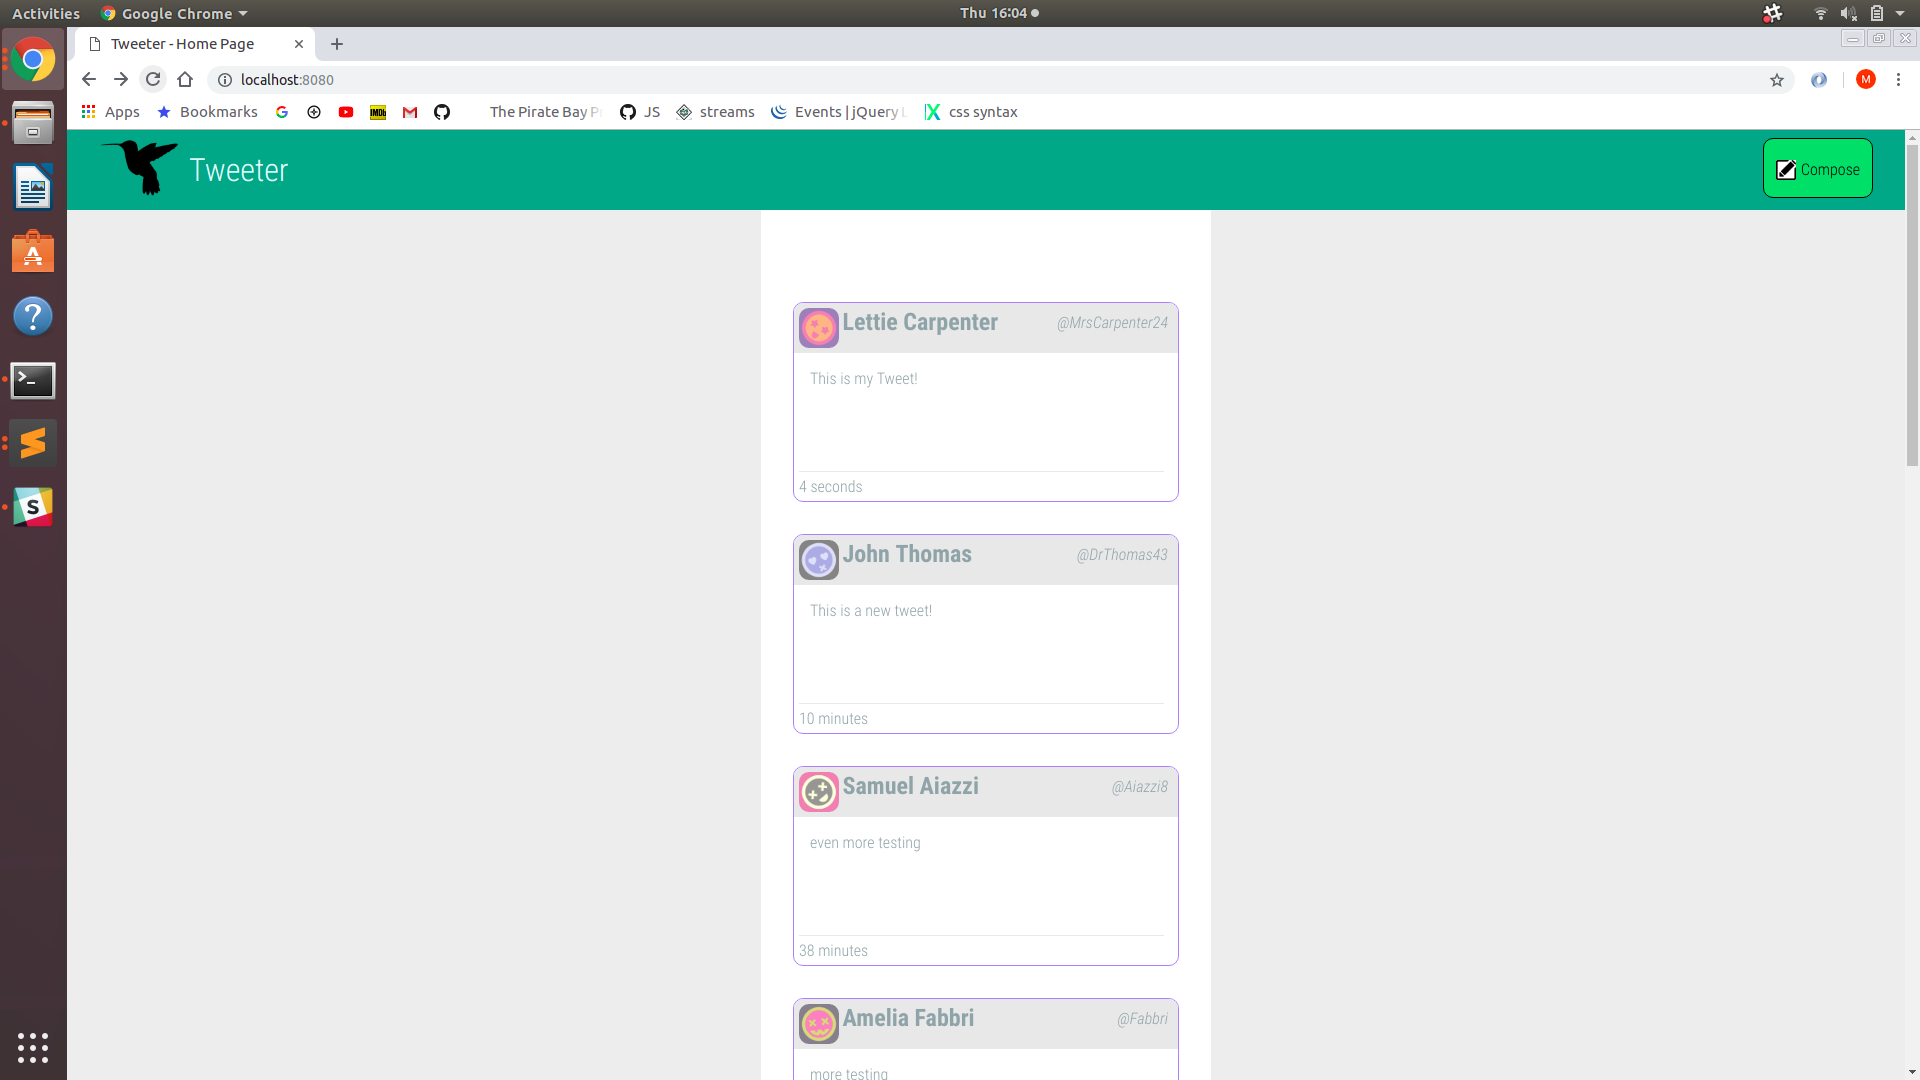 Activities Google Chrome Thu 16:04
Tweeter - Home Page
localhost:8080
M
Apps Bookmarks G IMDb The Pirate Bay JS streams Events | jQuery css syntax
Tweeter Compose
Lettie Carpenter @MrsCarpenter24
This is my Tweet!
4 seconds
John Thomas @DrThomas43
This is a new tweet!
10 minutes
Samuel Aiazzi @Aiazzi8
even more testing
38 minutes
Amelia Fabbri @Fabbri
more testing